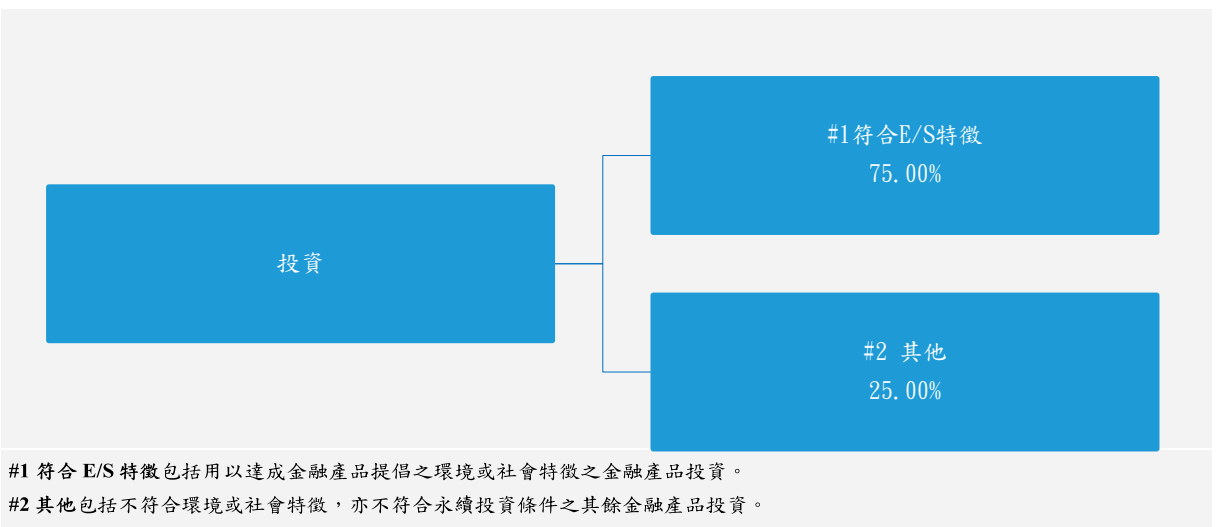 #1符合E/S特徵
75.00%
投資
#2 其他
25.00%
#1 符合 E/S 特徵包括用以達成金融產品提倡之環境或社會特徵之金融產品投資。
#2 其他包括不符合環境或社會特徵，亦不符合永續投資條件之其餘金融產品投資。